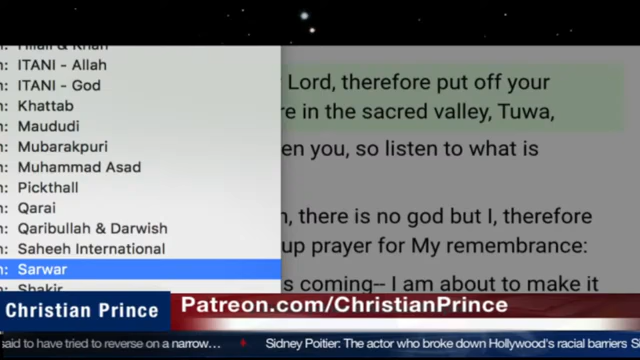 n: Hilali & Khan
n: ITANI - Allah
n: ITANI - God
n: Khattab
n: Maududi
n: Mubarakpuri
n: Muhammad Asad
n: Pickthall
n: Qarai
n: Qaribullah & Darwish
n: Saheeh International
n: Sarwar
n: Shakir
Lord, therefore put off your
re in the sacred valley, Tuwa,
en you, so listen to what is
n, there is no god but I, therefore
up prayer for My remembrance:
s coming-- I am about to make it
Christian Prince
Patreon.com/ChristianPrince
said to have tried to reverse on a narrow... Sidney Poitier: The actor who broke down Hollywood's racial barriers S